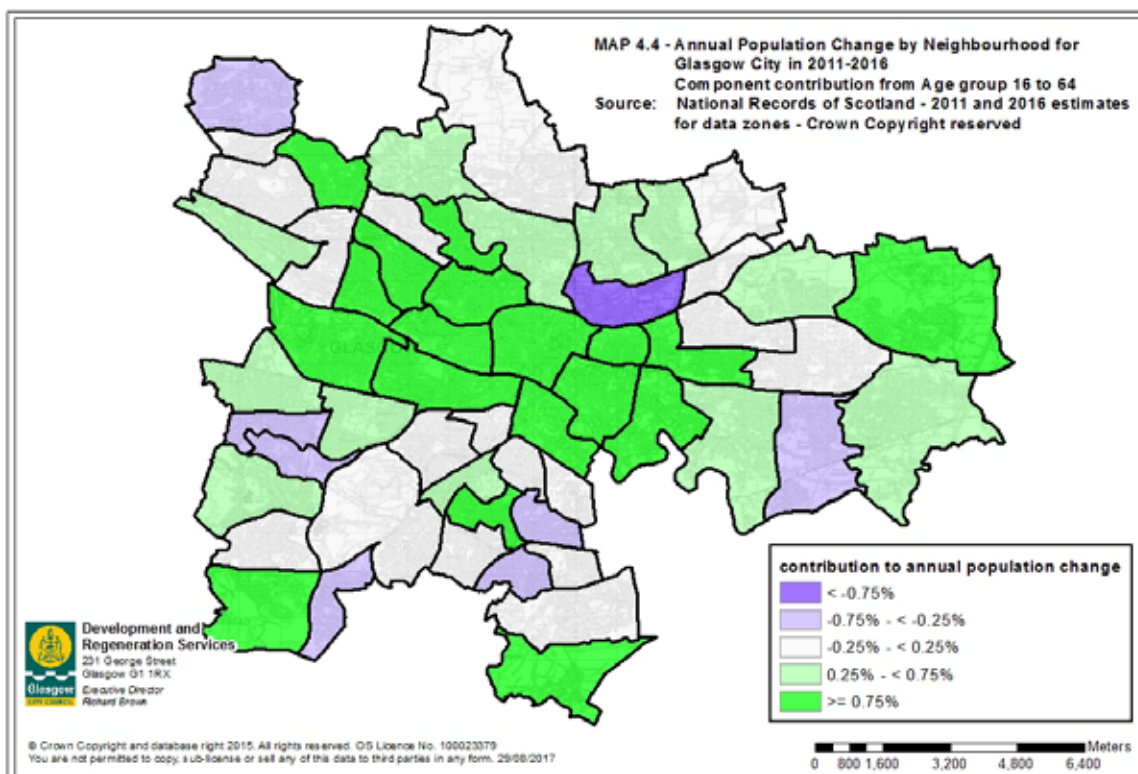 MAP 4.4 - Annual Population Change by Neighbourhood for
Glasgow City in 2011-2016
Component contribution from Age group 16 to 64
Source: National Records of Scotland - 2011 and 2016 estimates
for data zones - Crown Copyright reserved
GLASGOW
contribution to annual population change
< -0.75%
-0.75% - < -0.25%
-0.25% - < 0.25%
0.25% - < 0.75%
>= 0.75%
Development and
Regeneration Services
231 George Street
Glasgow G1 1RX
Executive Director
Richard Brown
Glasgow
CITY COUNCIL
© Crown Copyright and database right 2015. All rights reserved. OS Licence No. 100023379
You are not permitted to copy, sub-license or sell any of this data to third parties in any form. 29/08/2017
Meters
0 800 1,600 3,200 4,800 6,400